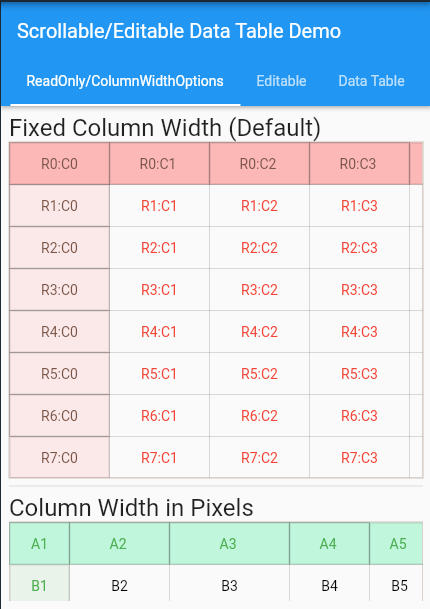 Scrollable/Editable Data Table Demo
ReadOnly/ColumnWidthOptions Editable Data Table
Fixed Column Width (Default)
R0:C0 R0:C1 R0:C2 R0:C3
R1:C0 R1:C1 R1:C2 R1:C3
R2:C0 R2:C1 R2:C2 R2:C3
R3:C0 R3:C1 R3:C2 R3:C3
R4:C0 R4:C1 R4:C2 R4:C3
R5:C0 R5:C1 R5:C2 R5:C3
R6:C0 R6:C1 R6:C2 R6:C3
R7:C0 R7:C1 R7:C2 R7:C3
Column Width in Pixels
A1 A2 A3 A4 A5
B1 B2 B3 B4 B5